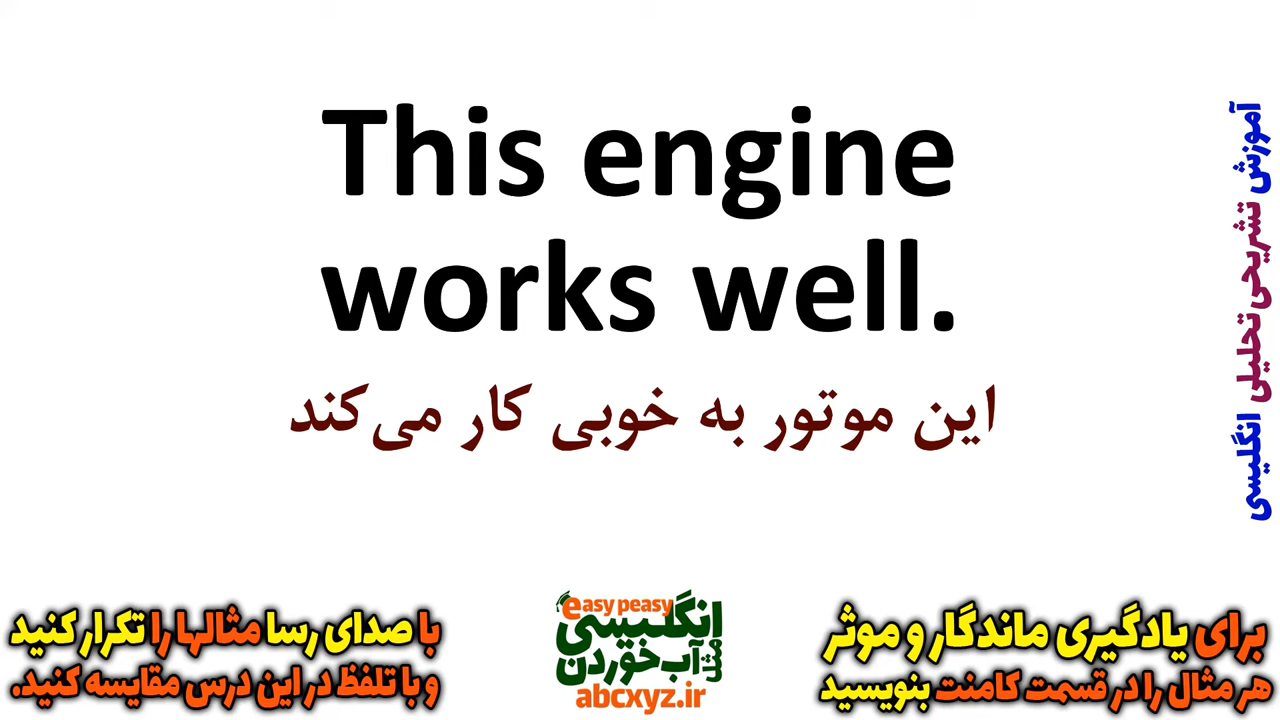 This engine
works well.
این موتور به خوبی کار می‌کند
آموزش تشریحی تحلیلی انگلیسی
با صدای رسا مثالها را تکرار کنید
و با تلفظ در این درس مقایسه کنید.
easy peasy
انگلیسی
مثل آب خوردن
abcxyz.ir
برای یادگیری ماندگار و موثر
هر مثال را در قسمت کامنت بنویسید